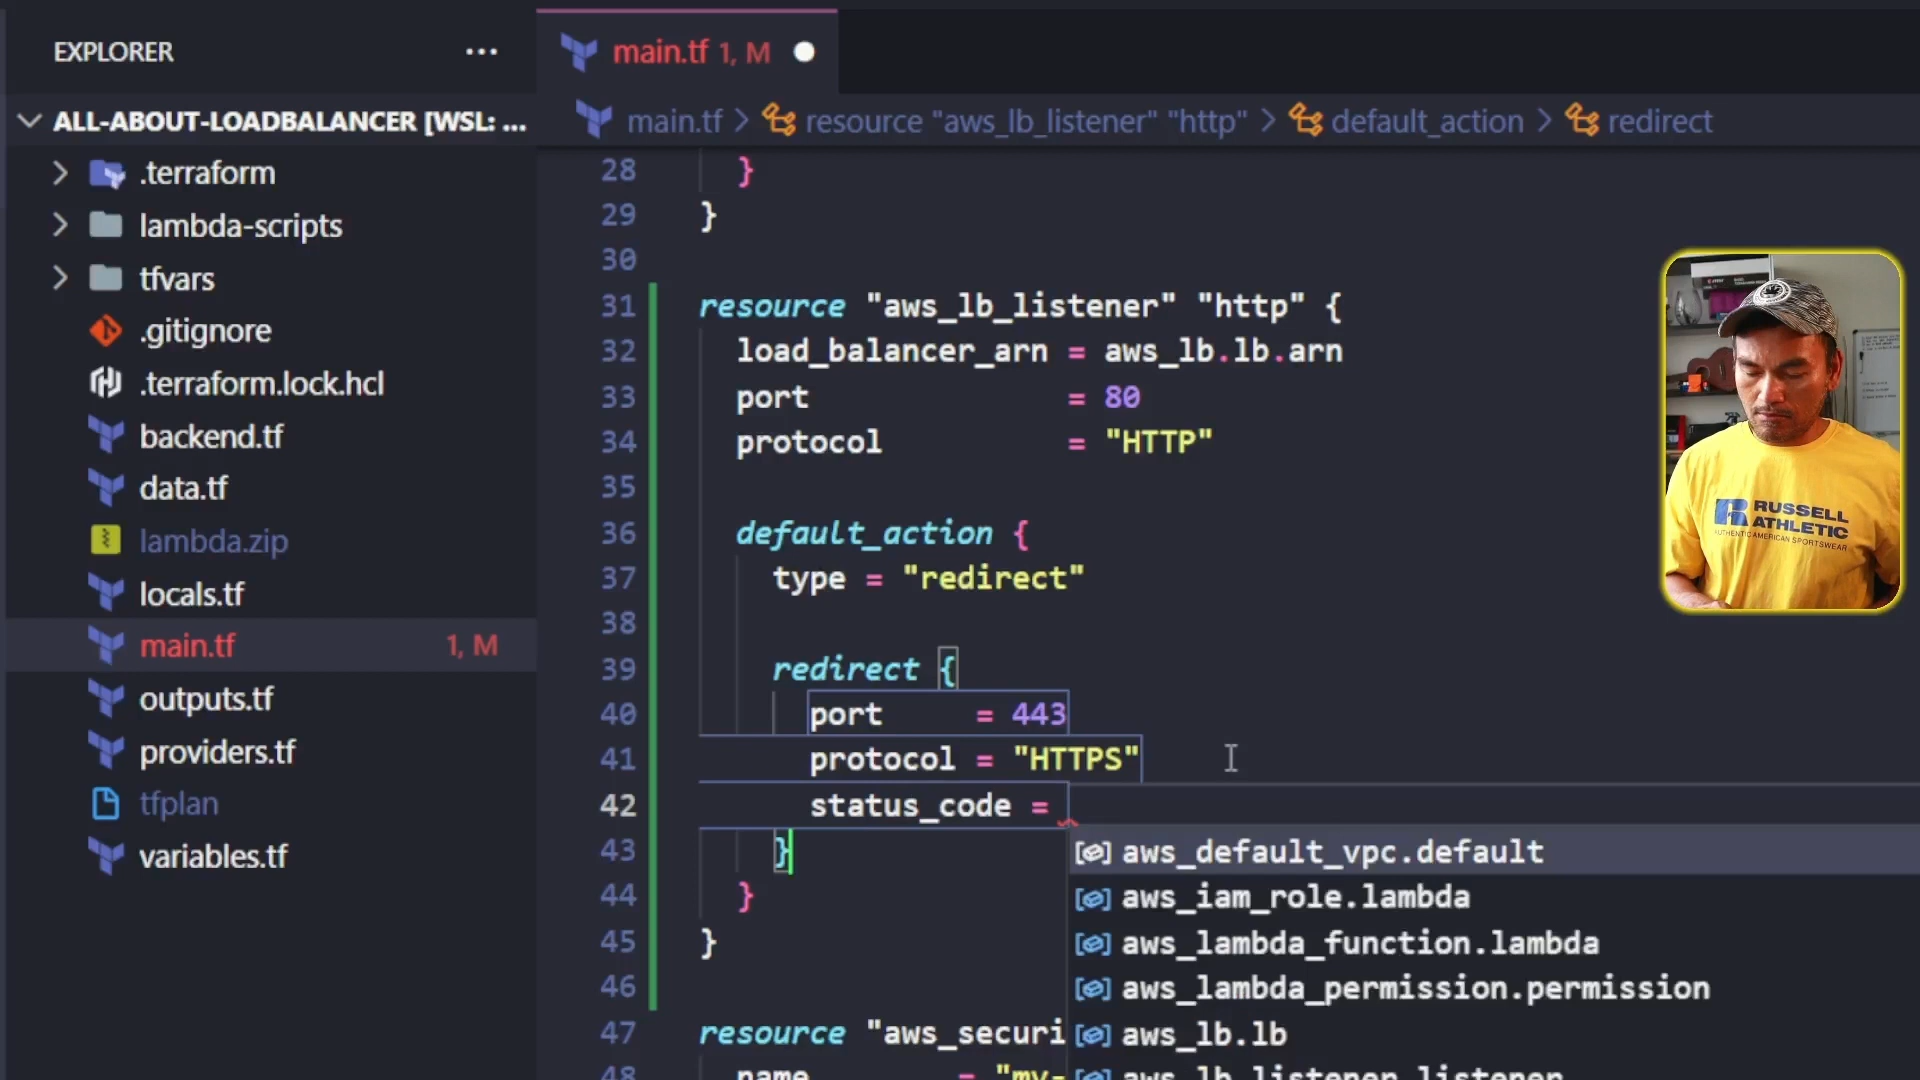 EXPLORER
main.tf 1, M
ALL-ABOUT-LOADBALANCER [WSL: ...
main.tf > resource "aws_lb_listener" "http" > default_action > redirect
.terraform
lambda-scripts
tfvars
.gitignore
.terraform.lock.hcl
backend.tf
data.tf
lambda.zip
locals.tf
main.tf 1, M
outputs.tf
providers.tf
tfplan
variables.tf
28 }
29 }
30
31 resource "aws_lb_listener" "http" {
32 load_balancer_arn = aws_lb.lb.arn
33 port = 80
34 protocol = "HTTP"
35
36 default_action {
37 type = "redirect"
38
39 redirect {
40 port = 443
41 protocol = "HTTPS"
42 status_code =
43 }
44 }
45 }
46
47 resource "aws_securi
48 name = "my-
aws_default_vpc.default
aws_iam_role.lambda
aws_lambda_function.lambda
aws_lambda_permission.permission
aws_lb.lb
aws_lb_listener.listener
RUSSELL
ATHLETIC
AUTHENTIC AMERICAN SPORTSWEAR